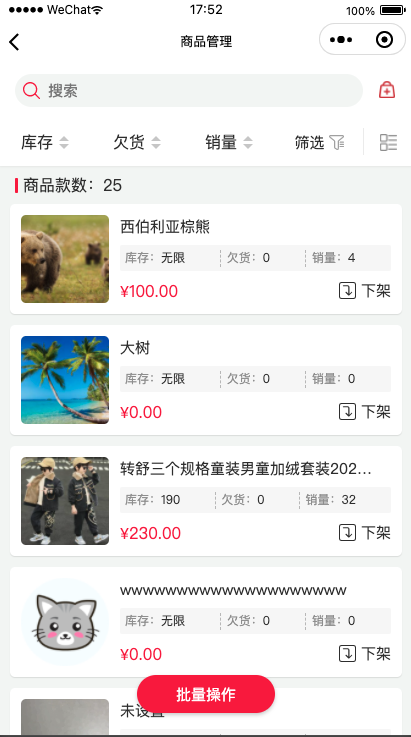 WeChat 17:52 100%
商品管理
搜索
库存 欠货 销量 筛选
商品款数：25
西伯利亚棕熊
库存：无限 欠货：0 销量：4
¥100.00 下架
大树
库存：无限 欠货：0 销量：0
¥0.00 下架
转舒三个规格童装男童加绒套装202...
库存：190 欠货：0 销量：32
¥230.00 下架
wwwwwwwwwwwwwwwwwwww
库存：无限 欠货：0 销量：0
¥0.00 下架
批量操作
未设置